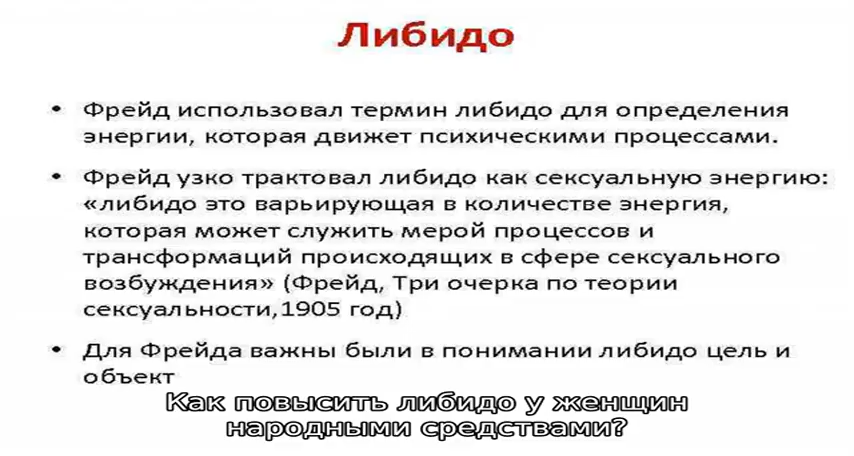 Либидо
• Фрейд использовал термин либидо для определения
энергии, которая движет психическими процессами.
• Фрейд узко трактовал либидо как сексуальную энергию:
«либидо это варьирующая в количестве энергия,
которая может служить мерой процессов и
трансформаций происходящих в сфере сексуального
возбуждения» (Фрейд, Три очерка по теории
сексуальности,1905 год)
• Для Фрейда важны были в понимании либидо цель и
объект
Как повысить либидо у женщин
народными средствами?